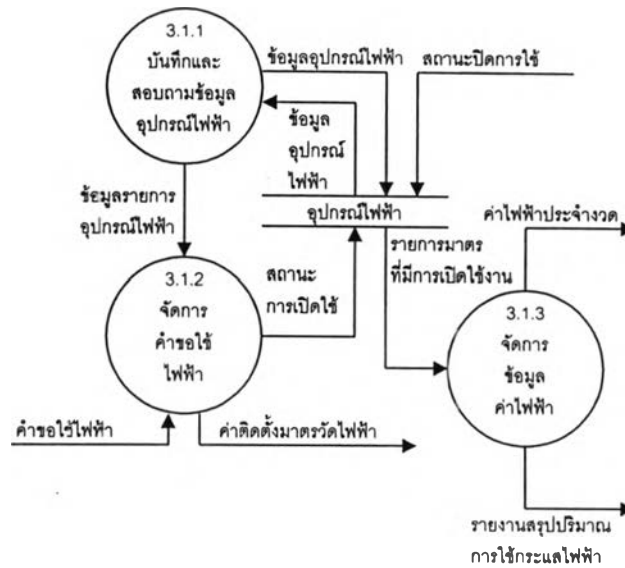 3.1.1
บันทึกและ
สอบถามข้อมูล
อุปกรณ์ไฟฟ้า
ข้อมูลอุปกรณ์ไฟฟ้า
สถานะปิดการใช้
ข้อมูล
อุปกรณ์
ไฟฟ้า
ข้อมูลรายการ
อุปกรณ์ไฟฟ้า
อุปกรณ์ไฟฟ้า
ค่าไฟฟ้าประจำงวด
รายการมาตร
ที่มีการเปิดใช้งาน
สถานะ
การเปิดใช้
3.1.2
จัดการ
คำขอใช้
ไฟฟ้า
3.1.3
จัดการ
ข้อมูล
ค่าไฟฟ้า
คำขอใช้ไฟฟ้า
ค่าติดตั้งมาตรวัดไฟฟ้า
รายงานสรุปปริมาณ
การใช้กระแสไฟฟ้า